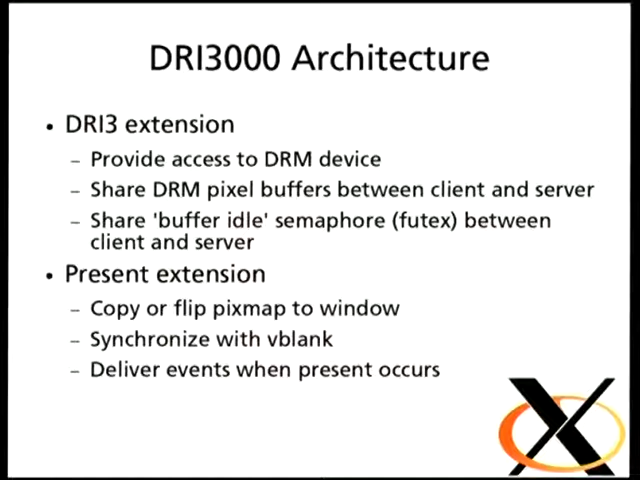 DRI3000 Architecture
• DRI3 extension
– Provide access to DRM device
– Share DRM pixel buffers between client and server
– Share 'buffer idle' semaphore (futex) between
client and server
• Present extension
– Copy or flip pixmap to window
– Synchronize with vblank
– Deliver events when present occurs